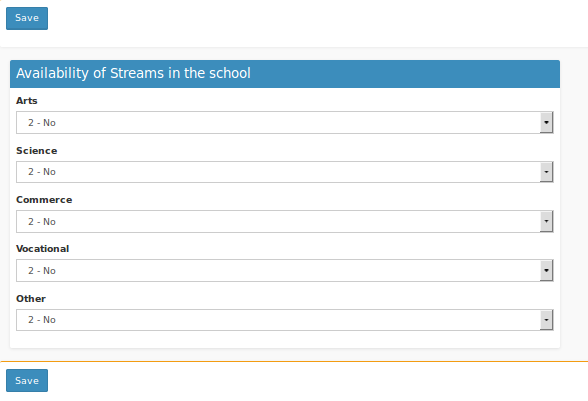 Save
Availability of Streams in the school
Arts
2 - No
Science
2 - No
Commerce
2 - No
Vocational
2 - No
Other
2 - No
Save